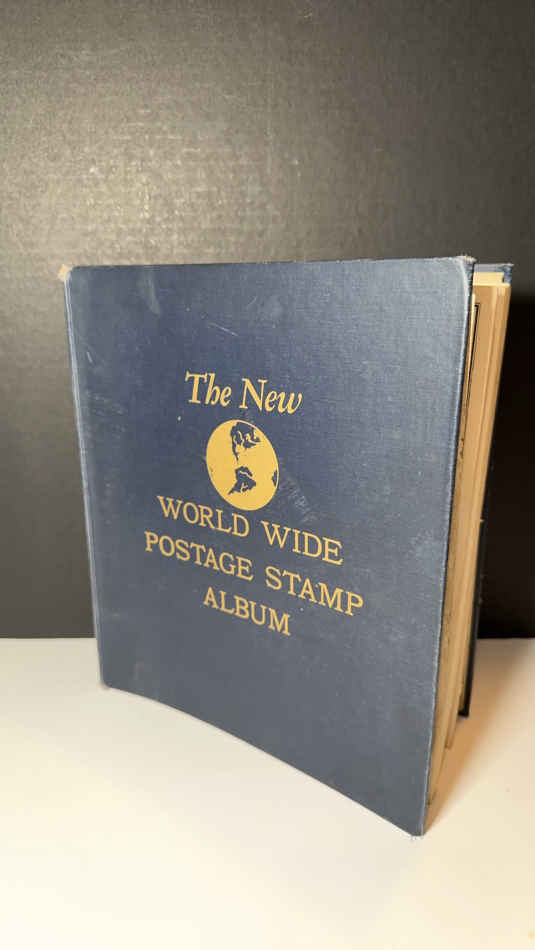 The New
WORLD WIDE
POSTAGE STAMP
ALBUM